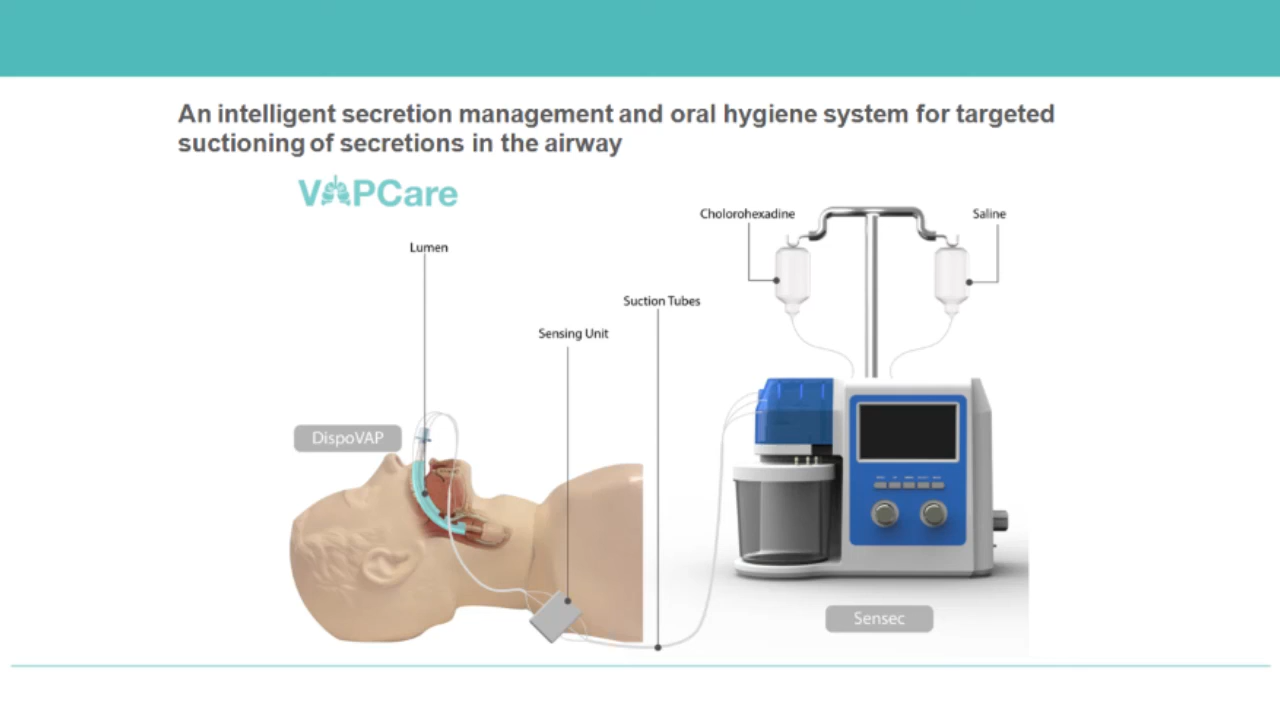 An intelligent secretion management and oral hygiene system for targeted
suctioning of secretions in the airway
VAPCare
Cholorohexadine
Saline
Lumen
Suction Tubes
Sensing Unit
DispoVAP
Sensec